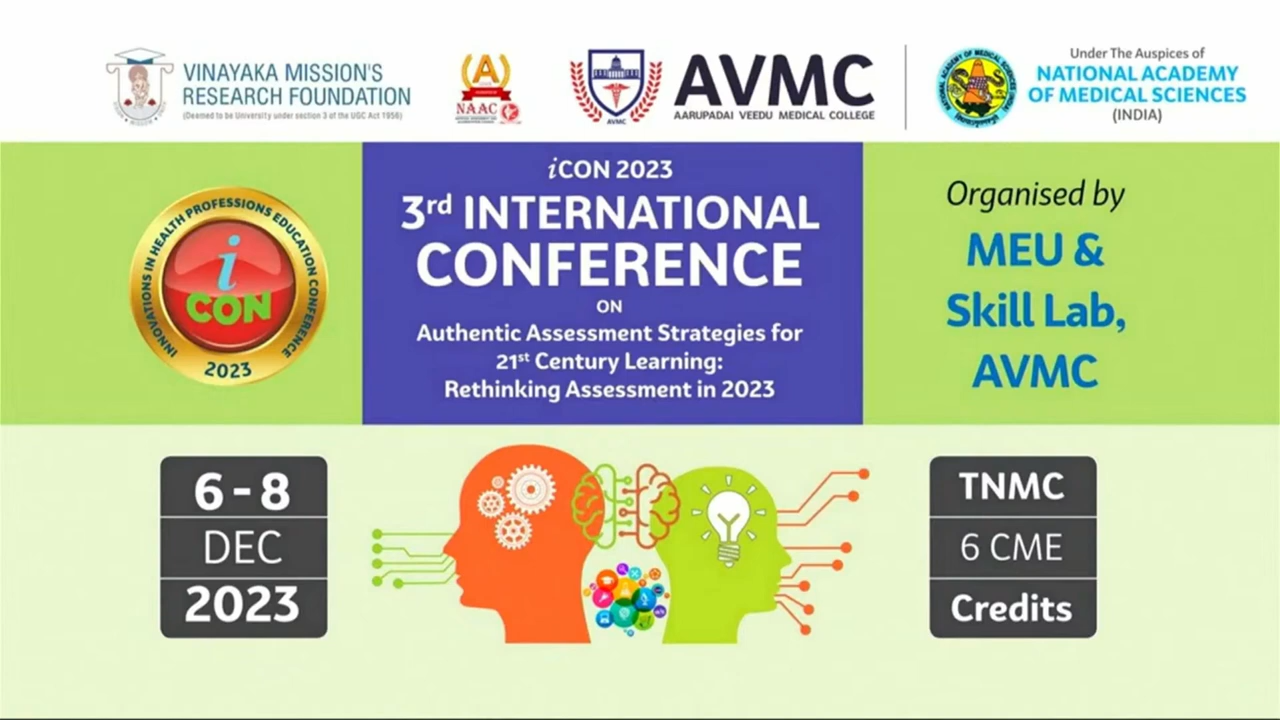 VINAYAKA MISSION'S
RESEARCH FOUNDATION
(Deemed to be University under section 3 of the UGC Act 1956)
A
NAAC
AVMC
AVMC
AARUPADAI VEEDU MEDICAL COLLEGE
Under The Auspices of
NATIONAL ACADEMY
OF MEDICAL SCIENCES
(INDIA)
INNOVATIONS IN HEALTH PROFESSIONS EDUCATION CONFERENCE
i
CON
2023
iCON 2023
3rd INTERNATIONAL
CONFERENCE
ON
Authentic Assessment Strategies for
21st Century Learning:
Rethinking Assessment in 2023
Organised by
MEU &
Skill Lab,
AVMC
6 - 8
DEC
2023
TNMC
6 CME
Credits